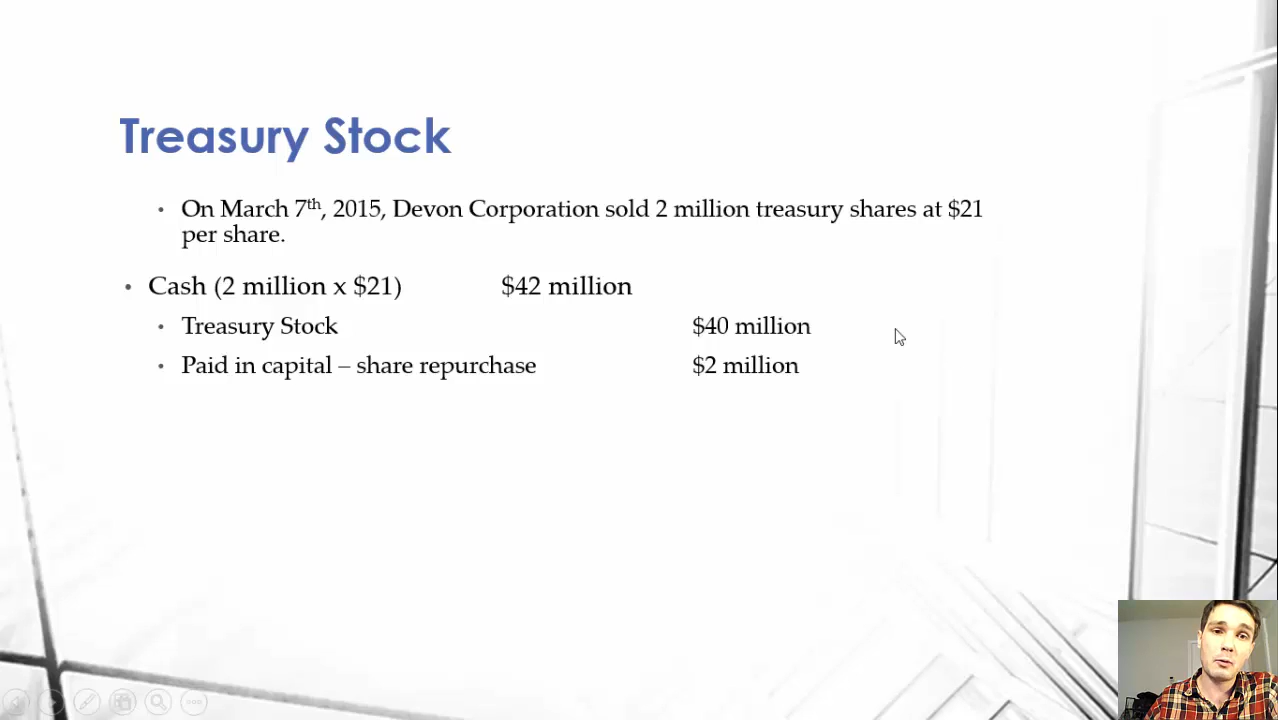 Treasury Stock
• On March 7th, 2015, Devon Corporation sold 2 million treasury shares at $21
per share.
• Cash (2 million x $21) $42 million
• Treasury Stock $40 million
• Paid in capital – share repurchase $2 million